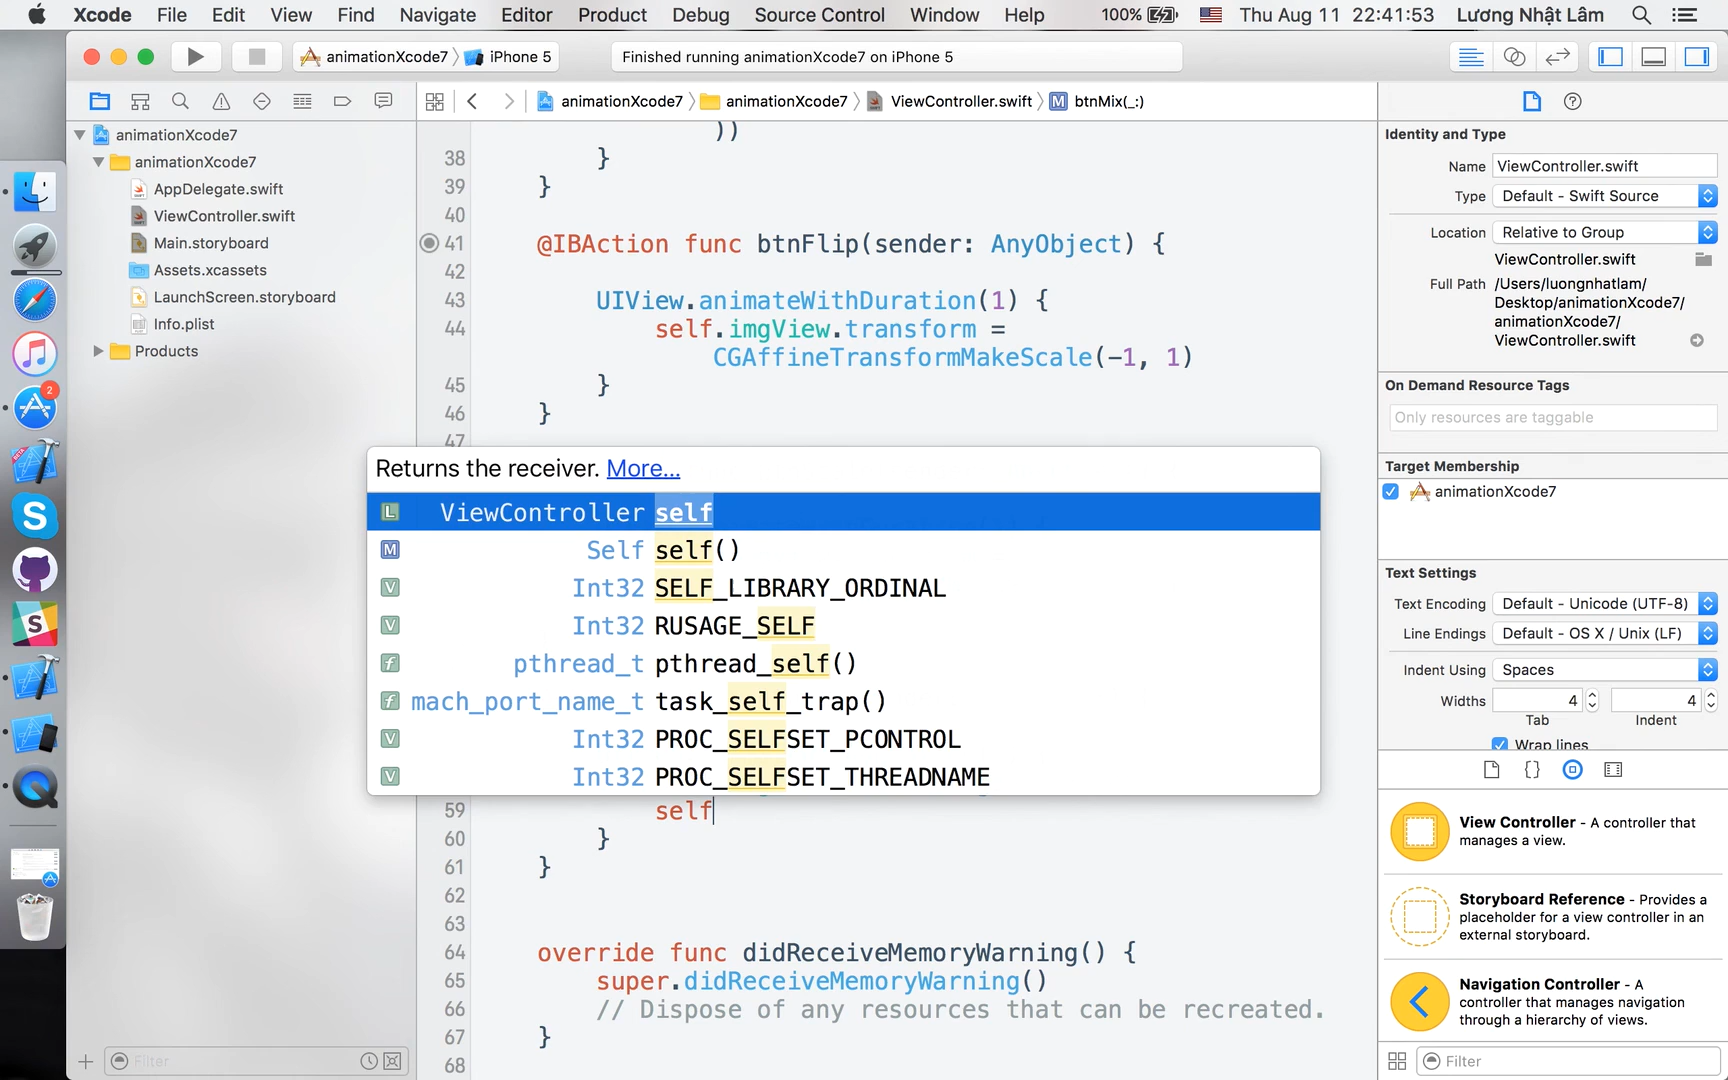 Xcode File Edit View Find Navigate Editor Product Debug Source Control Window Help 100% Thu Aug 11 22:41:53 Lương Nhật Lâm
animationXcode7 iPhone 5
Finished running animationXcode7 on iPhone 5
animationXcode7 animationXcode7 ViewController.swift M btnMix(_:)
animationXcode7
animationXcode7
AppDelegate.swift
ViewController.swift
Main.storyboard
Assets.xcassets
LaunchScreen.storyboard
Info.plist
Products
Filter
2
BETA
))
38 }
39 }
40
41 @IBAction func btnFlip(sender: AnyObject) {
42
43 UIView.animateWithDuration(1) {
44 self.imgView.transform =
CGAffineTransformMakeScale(-1, 1)
45 }
46 }
47
Returns the receiver. More...
L ViewController self
M Self self()
V Int32 SELF_LIBRARY_ORDINAL
V Int32 RUSAGE_SELF
f pthread_t pthread_self()
f mach_port_name_t task_self_trap()
V Int32 PROC_SELFSET_PCONTROL
V Int32 PROC_SELFSET_THREADNAME
59 self
60 }
61 }
62
63
64 override func didReceiveMemoryWarning() {
65 super.didReceiveMemoryWarning()
66 // Dispose of any resources that can be recreated.
67 }
68
Identity and Type
Name ViewController.swift
Type Default - Swift Source
Location Relative to Group
ViewController.swift
Full Path /Users/luongnhatlam/
Desktop/animationXcode7/
animationXcode7/
ViewController.swift
On Demand Resource Tags
Only resources are taggable
Target Membership
animationXcode7
Text Settings
Text Encoding Default - Unicode (UTF-8)
Line Endings Default - OS X / Unix (LF)
Indent Using Spaces
Widths 4 4
Tab Indent
Wrap lines
View Controller - A controller that
manages a view.
Storyboard Reference - Provides a
placeholder for a view controller in an
external storyboard.
Navigation Controller - A
controller that manages navigation
through a hierarchy of views.
Filter